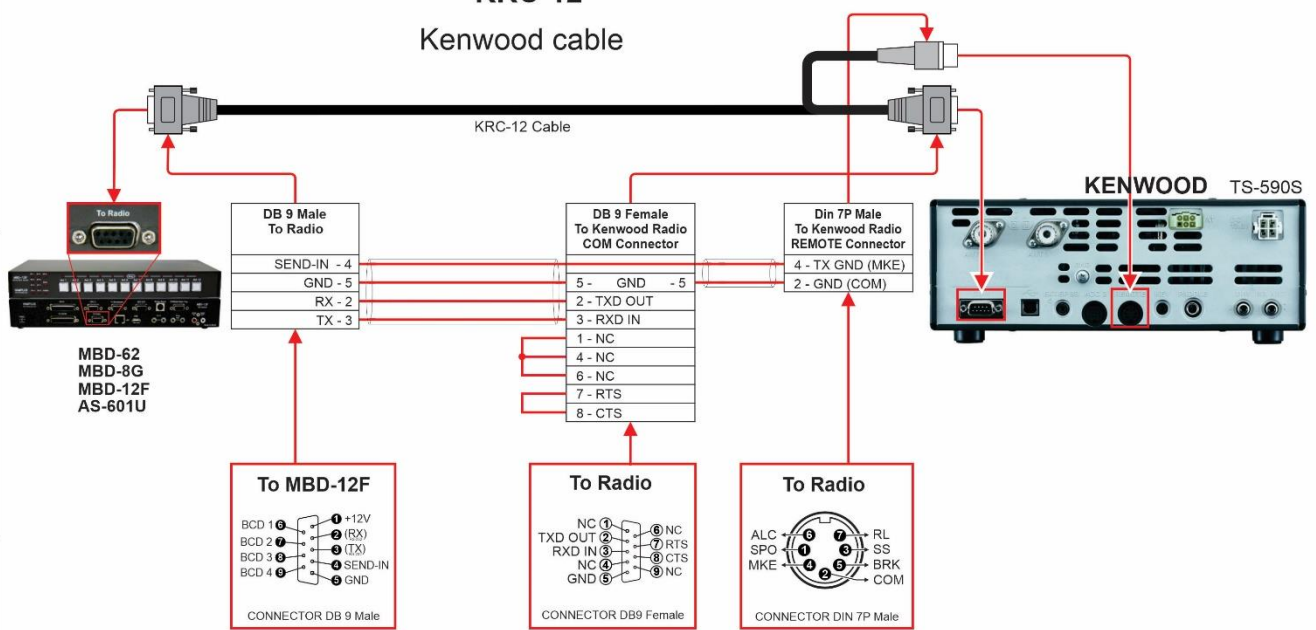 Kenwood cable
KRC-12 Cable
KENWOOD TS-590S
To Radio
MBD-62
MBD-8G
MBD-12F
AS-601U
DB 9 Male
To Radio
SEND-IN - 4
GND - 5
RX - 2
TX - 3
DB 9 Female
To Kenwood Radio
COM Connector
5 - GND - 5
2 - TXD OUT
3 - RXD IN
1 - NC
4 - NC
6 - NC
7 - RTS
8 - CTS
Din 7P Male
To Kenwood Radio
REMOTE Connector
4 - TX GND (MKE)
2 - GND (COM)
To MBD-12F
BCD 1 6
BCD 2 7
BCD 3 8
BCD 4 9
1 +12V
2 (RX)
3 (TX)
4 SEND-IN
5 GND
CONNECTOR DB 9 Male
To Radio
NC 1
TXD OUT 2
RXD IN 3
NC 4
GND 5
6 NC
7 RTS
8 CTS
9 NC
CONNECTOR DB9 Female
To Radio
ALC 6 7 RL
SPO 1 3 SS
MKE 4 5 BRK
2 COM
CONNECTOR DIN 7P Male